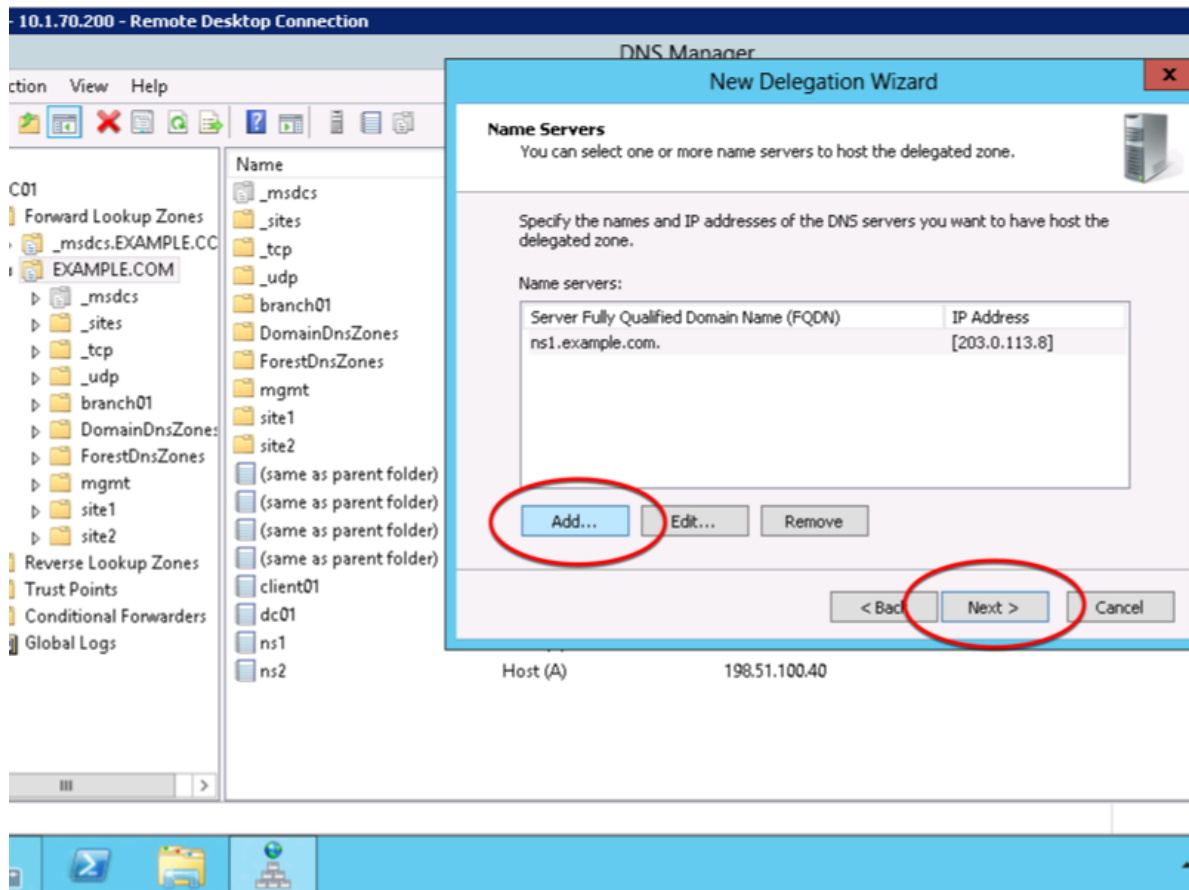 - 10.1.70.200 - Remote Desktop Connection
DNS Manager
ction View Help
New Delegation Wizard
x
Name Servers
You can select one or more name servers to host the delegated zone.
Specify the names and IP addresses of the DNS servers you want to have host the
delegated zone.
Name servers:
Server Fully Qualified Domain Name (FQDN) IP Address
ns1.example.com. [203.0.113.8]
Add... Edit... Remove
< Back Next > Cancel
C01
Forward Lookup Zones
_msdcs.EXAMPLE.CC
EXAMPLE.COM
_msdcs
_sites
_tcp
_udp
branch01
DomainDnsZones
ForestDnsZones
mgmt
site1
site2
Reverse Lookup Zones
Trust Points
Conditional Forwarders
Global Logs
Name
_msdcs
_sites
_tcp
_udp
branch01
DomainDnsZones
ForestDnsZones
mgmt
site1
site2
(same as parent folder)
(same as parent folder)
(same as parent folder)
(same as parent folder)
client01
dc01
ns1
ns2 Host (A) 198.51.100.40